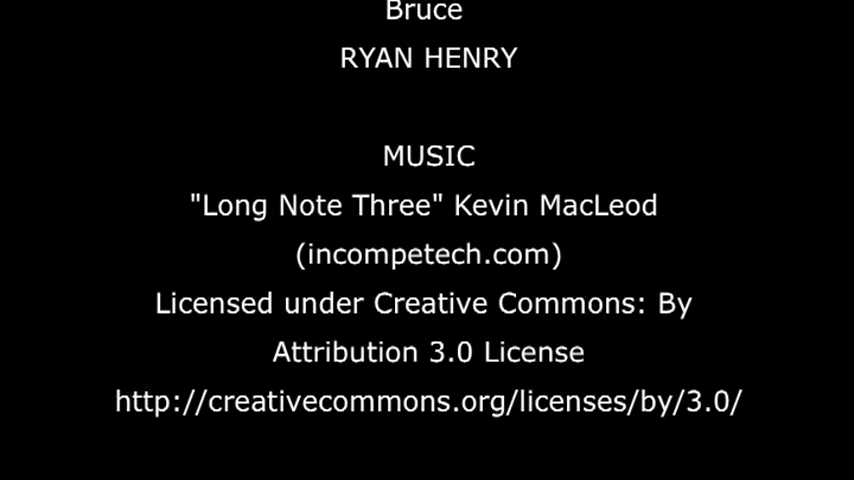 Bruce
RYAN HENRY
MUSIC
"Long Note Three" Kevin MacLeod
(incompetech.com)
Licensed under Creative Commons: By
Attribution 3.0 License
http://creativecommons.org/licenses/by/3.0/